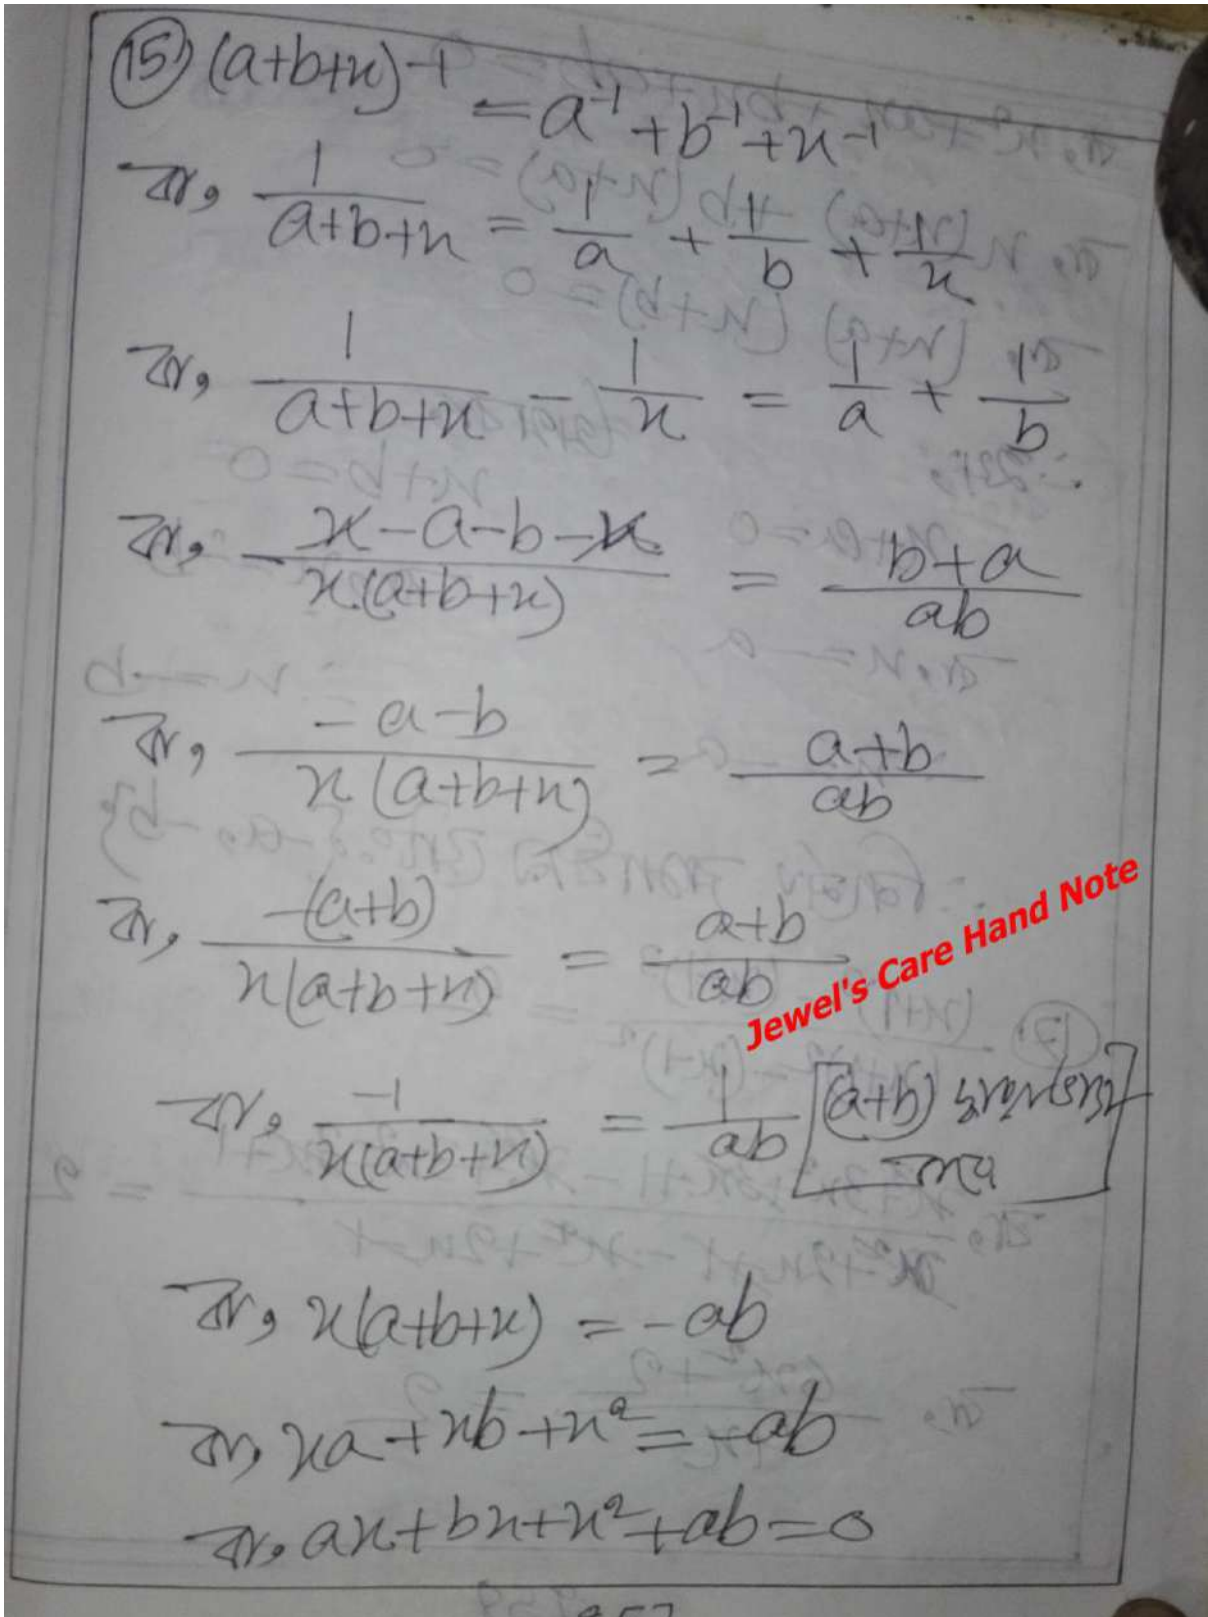 (15) (a+b+x)⁻¹ = a⁻¹+b⁻¹+x⁻¹
বা, 1/(a+b+x) = 1/a + 1/b + 1/x
বা, 1/(a+b+x) - 1/x = 1/a + 1/b
বা, (x-a-b-x)/(x(a+b+x)) = (b+a)/(ab)
বা, (-a-b)/(x(a+b+x)) = (a+b)/(ab)
বা, (-(a+b))/(x(a+b+x)) = (a+b)/(ab)
Jewel's Care Hand Note
বা, (-1)/(x(a+b+x)) = 1/(ab) [(a+b)
বা, x(a+b+x) = -ab
বা, xa+xb+x² = -ab
বা, ax+bx+x²+ab=0